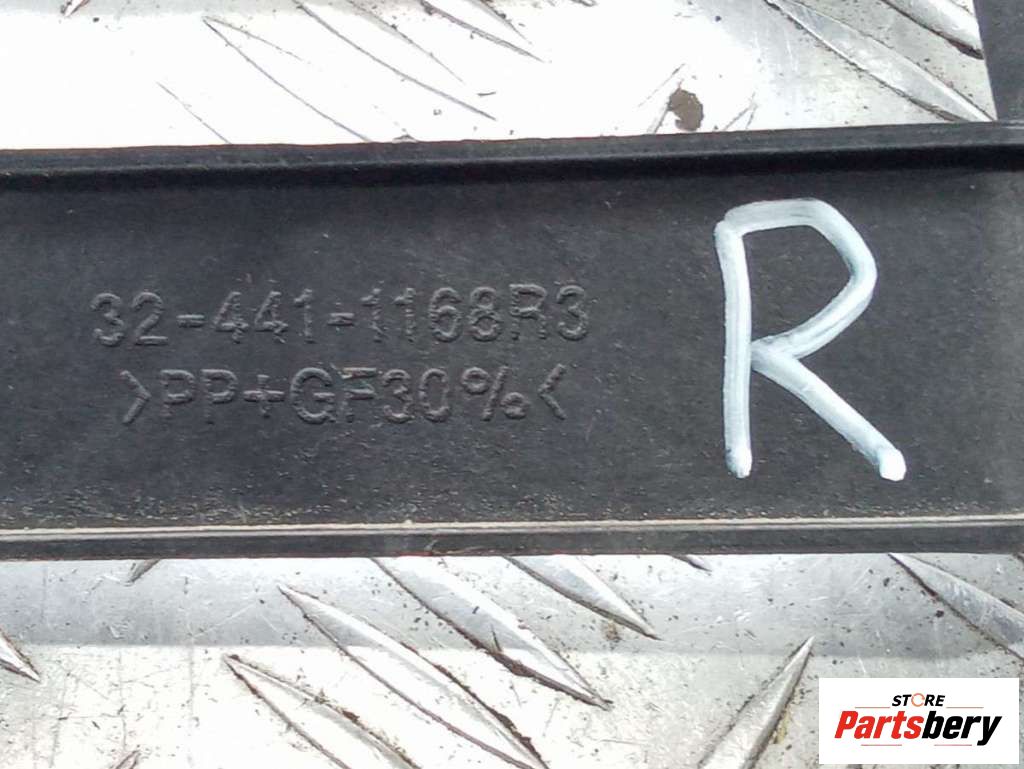 32-441-1168R3
>PP+GF30%<
R
STORE
Partsbery